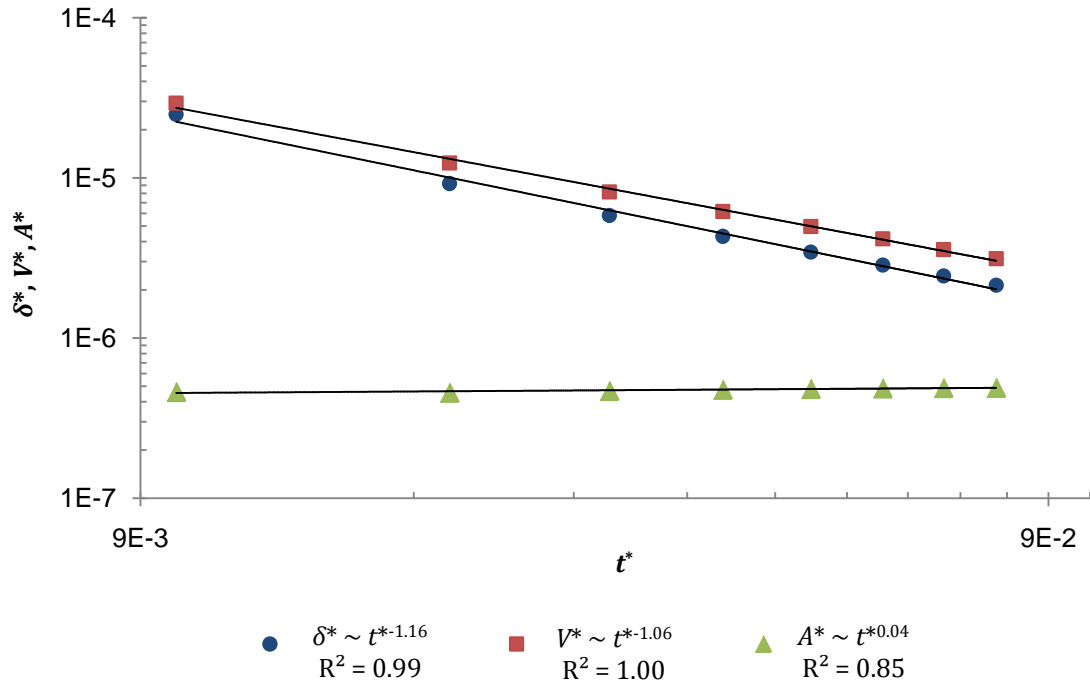 1E-4
1E-5
1E-6
1E-7
δ*, V*, A*
9E-3
9E-2
t*
δ* ~ t*-1.16
R² = 0.99
V* ~ t*-1.06
R² = 1.00
A* ~ t*0.04
R² = 0.85